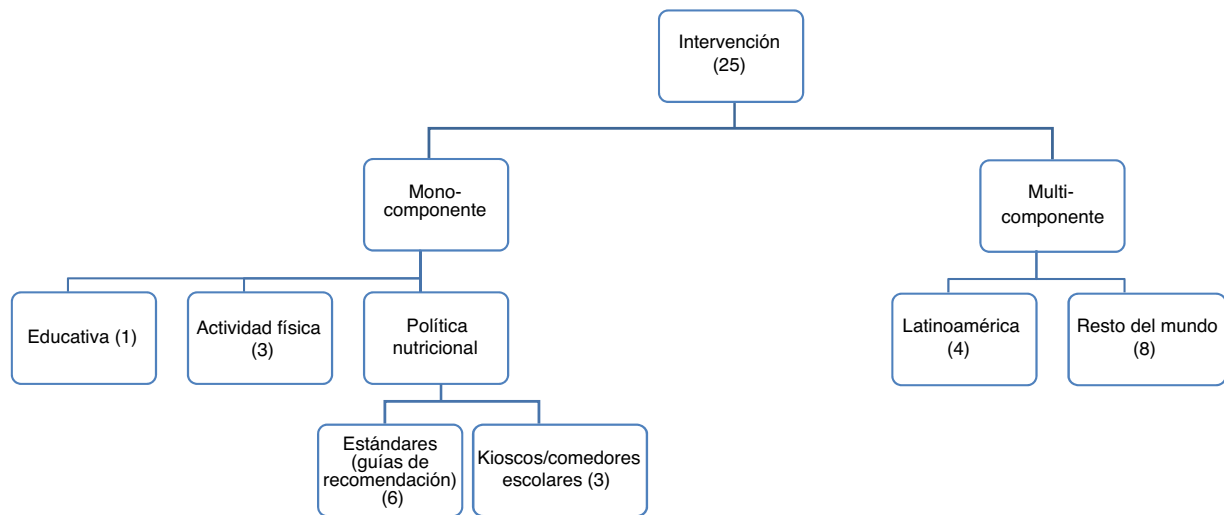 Intervención
(25)
Mono-
componente
Multi-
componente
Educativa (1)
Actividad física
(3)
Política
nutricional
Latinoamérica
(4)
Resto del mundo
(8)
Estándares
(guías de
recomendación)
(6)
Kioscos/comedores
escolares (3)